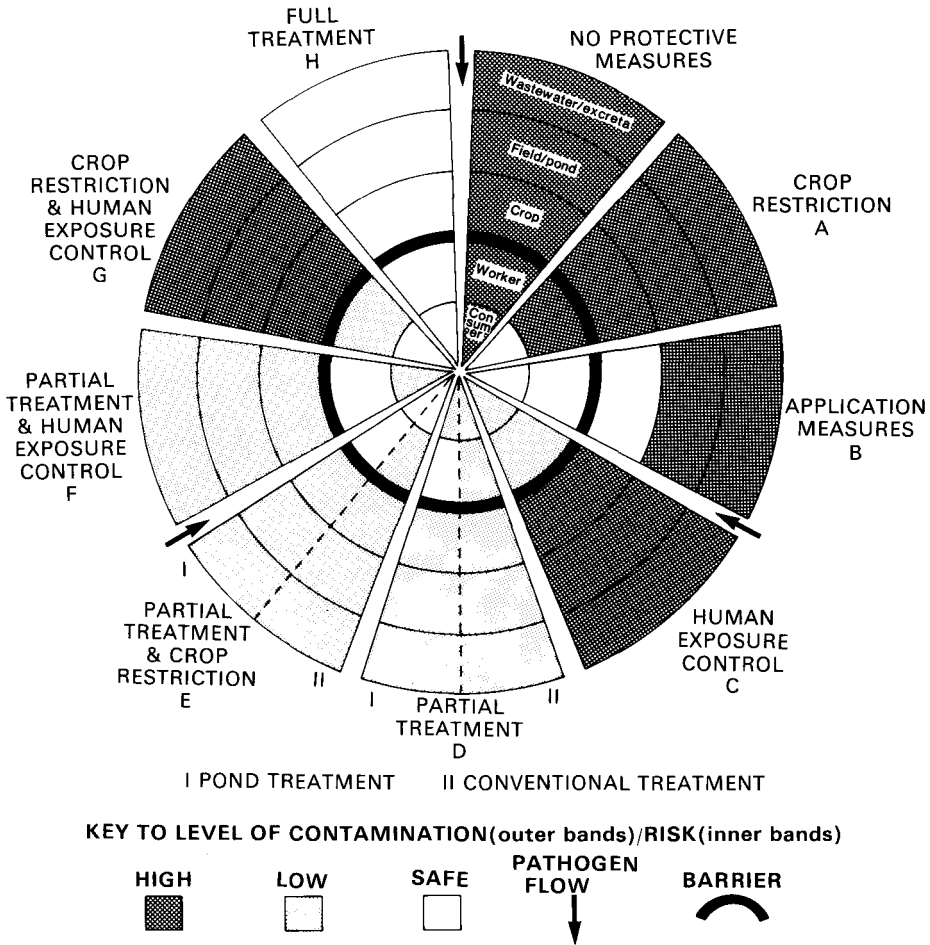 FULL
TREATMENT
H
NO PROTECTIVE
MEASURES
Wastewater/excreta
Field/pond
Crop
Worker
Con
sum
er
CROP
RESTRICTION
A
APPLICATION
MEASURES
B
HUMAN
EXPOSURE
CONTROL
C
I
II
PARTIAL
TREATMENT
D
I
II
PARTIAL
TREATMENT
& CROP
RESTRICTION
E
PARTIAL
TREATMENT
& HUMAN
EXPOSURE
CONTROL
F
CROP
RESTRICTION
& HUMAN
EXPOSURE
CONTROL
G
I POND TREATMENT II CONVENTIONAL TREATMENT
KEY TO LEVEL OF CONTAMINATION(outer bands)/RISK(inner bands)
HIGH LOW SAFE PATHOGEN
FLOW BARRIER